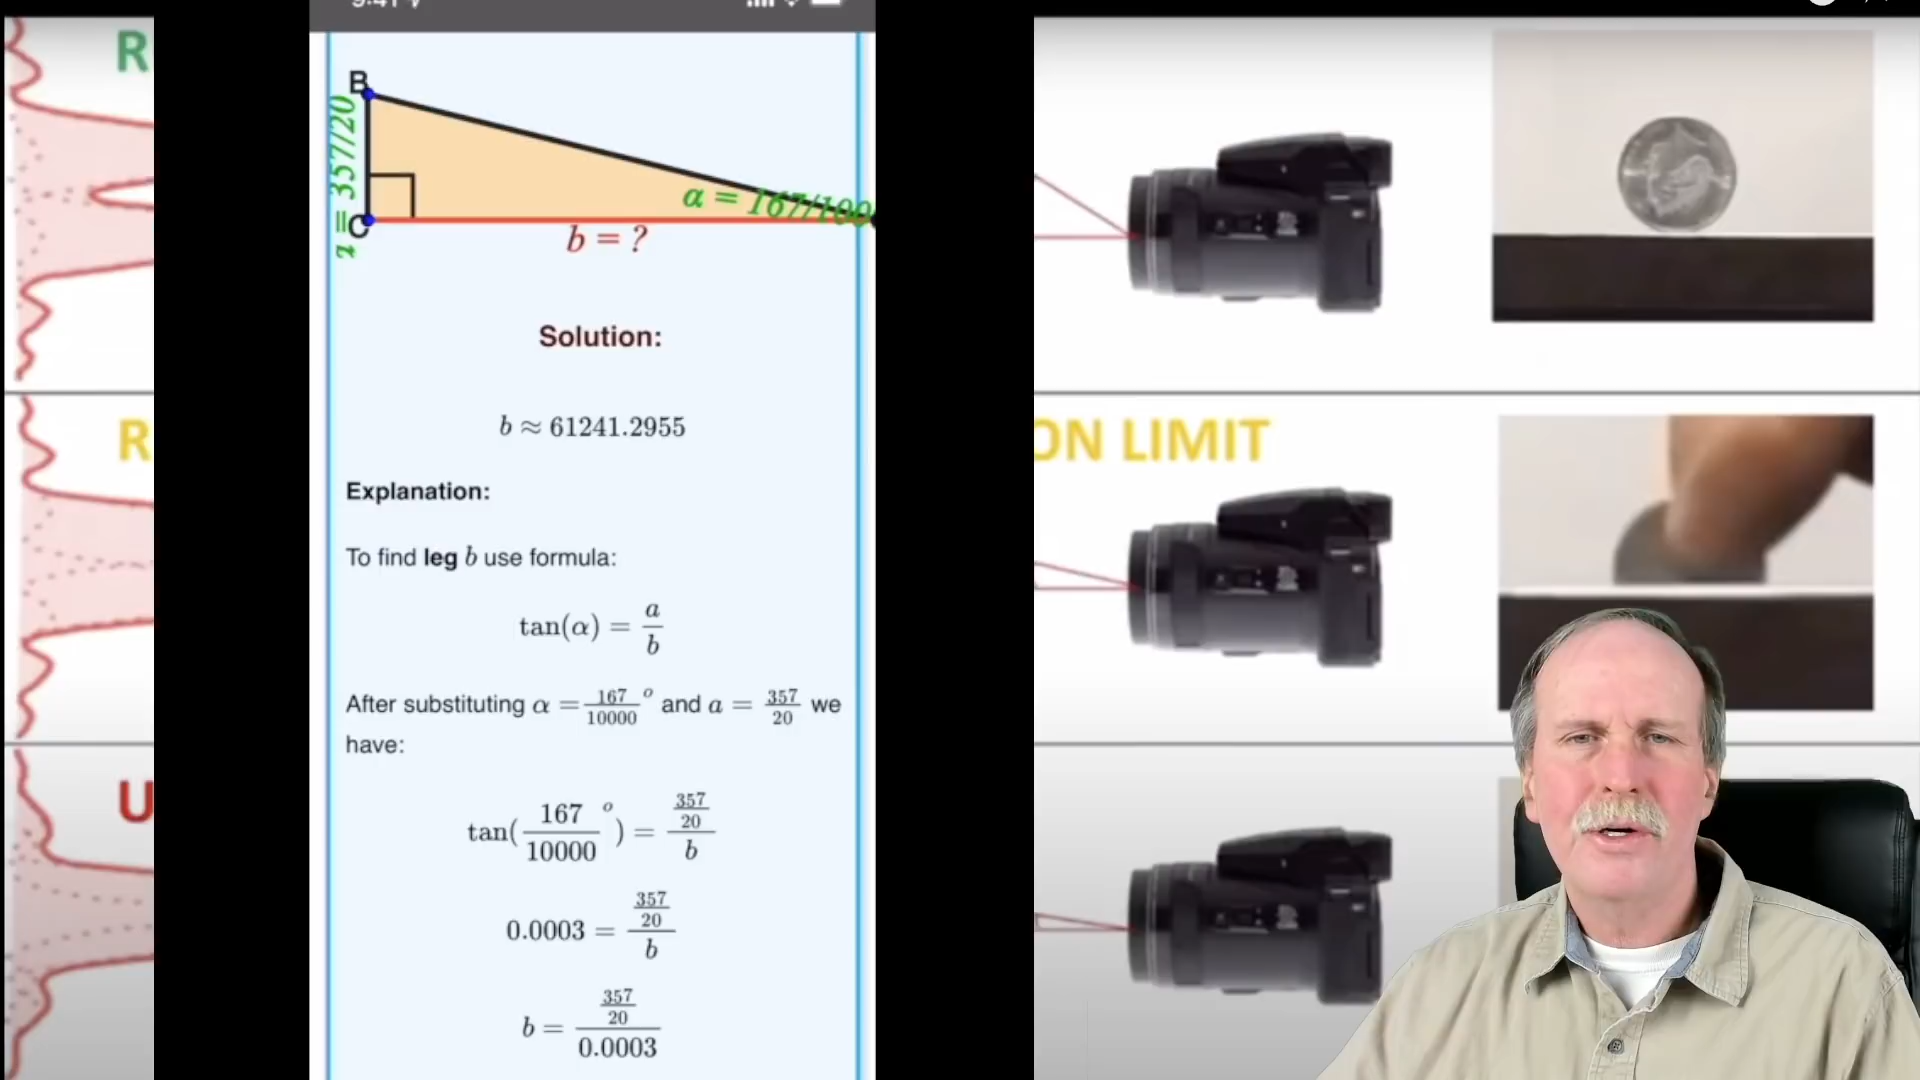 R
B
a = 357/20
C
α = 167/100
b = ?
Solution:
b ≈ 61241.2955
Explanation:
To find leg b use formula:
tan(α) = a/b
After substituting α = 167/10000° and a = 357/20 we
have:
tan(167/10000°) = 357/20/b
0.0003 = 357/20/b
b = 357/20/0.0003
R
ON LIMIT
U